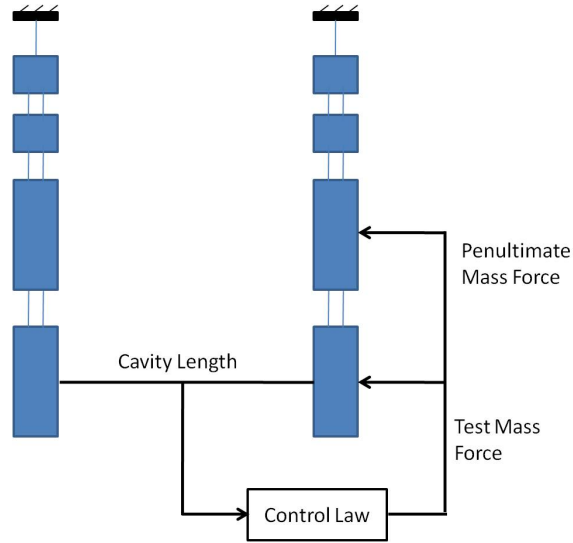 Penultimate
Mass Force
Cavity Length
Test Mass
Force
Control Law